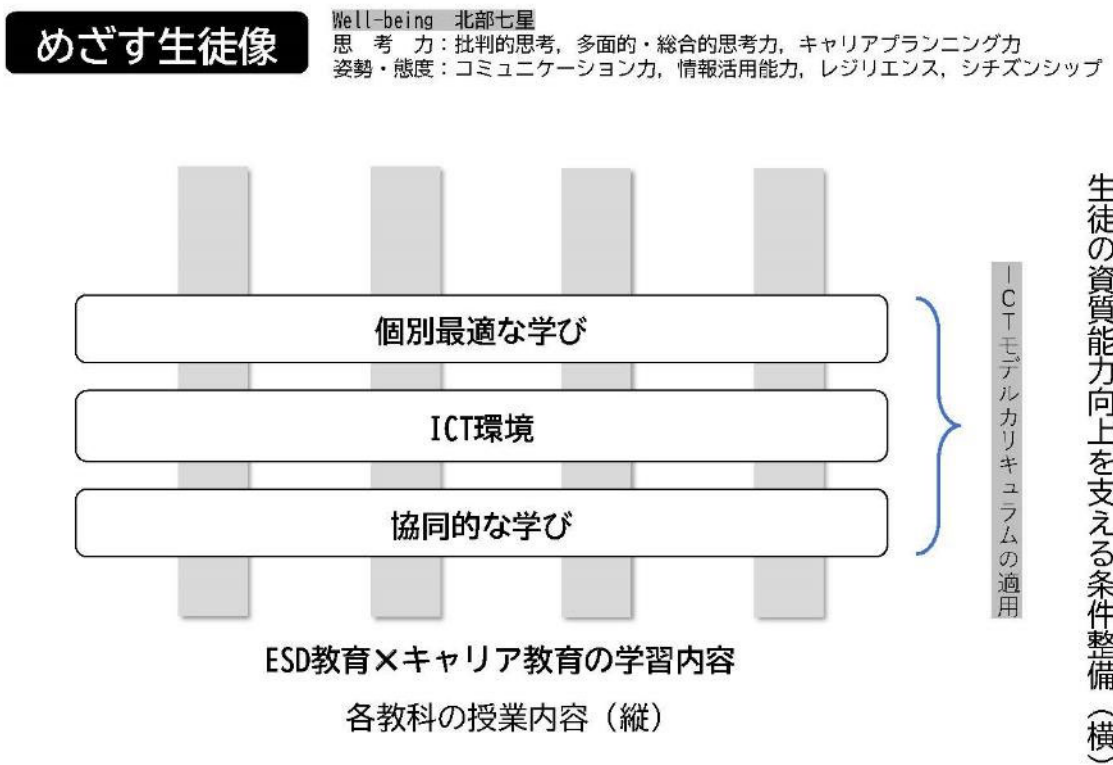 めざす生徒像
Well-being 北部七星
思 考 力：批判的思考，多面的・総合的思考力，キャリアプランニング力
姿勢・態度：コミュニケーション力，情報活用能力，レジリエンス，シチズンシップ
個別最適な学び
ICT環境
協同的な学び
ESD教育×キャリア教育の学習内容
各教科の授業内容（縦）
ICTモデルカリキュラムの適用
生徒の資質能力向上を支える条件整備（横）